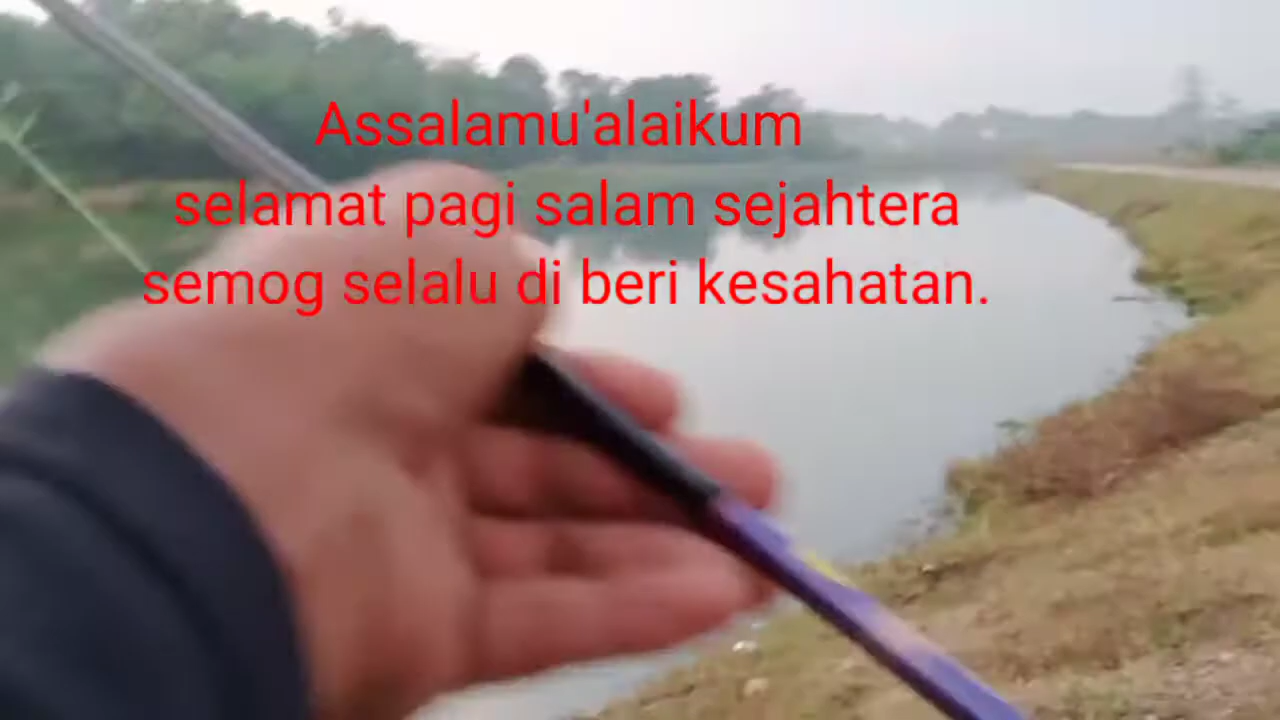 Assalamu'alaikum
selamat pagi salam sejahtera
semog selalu di beri kesahatan.